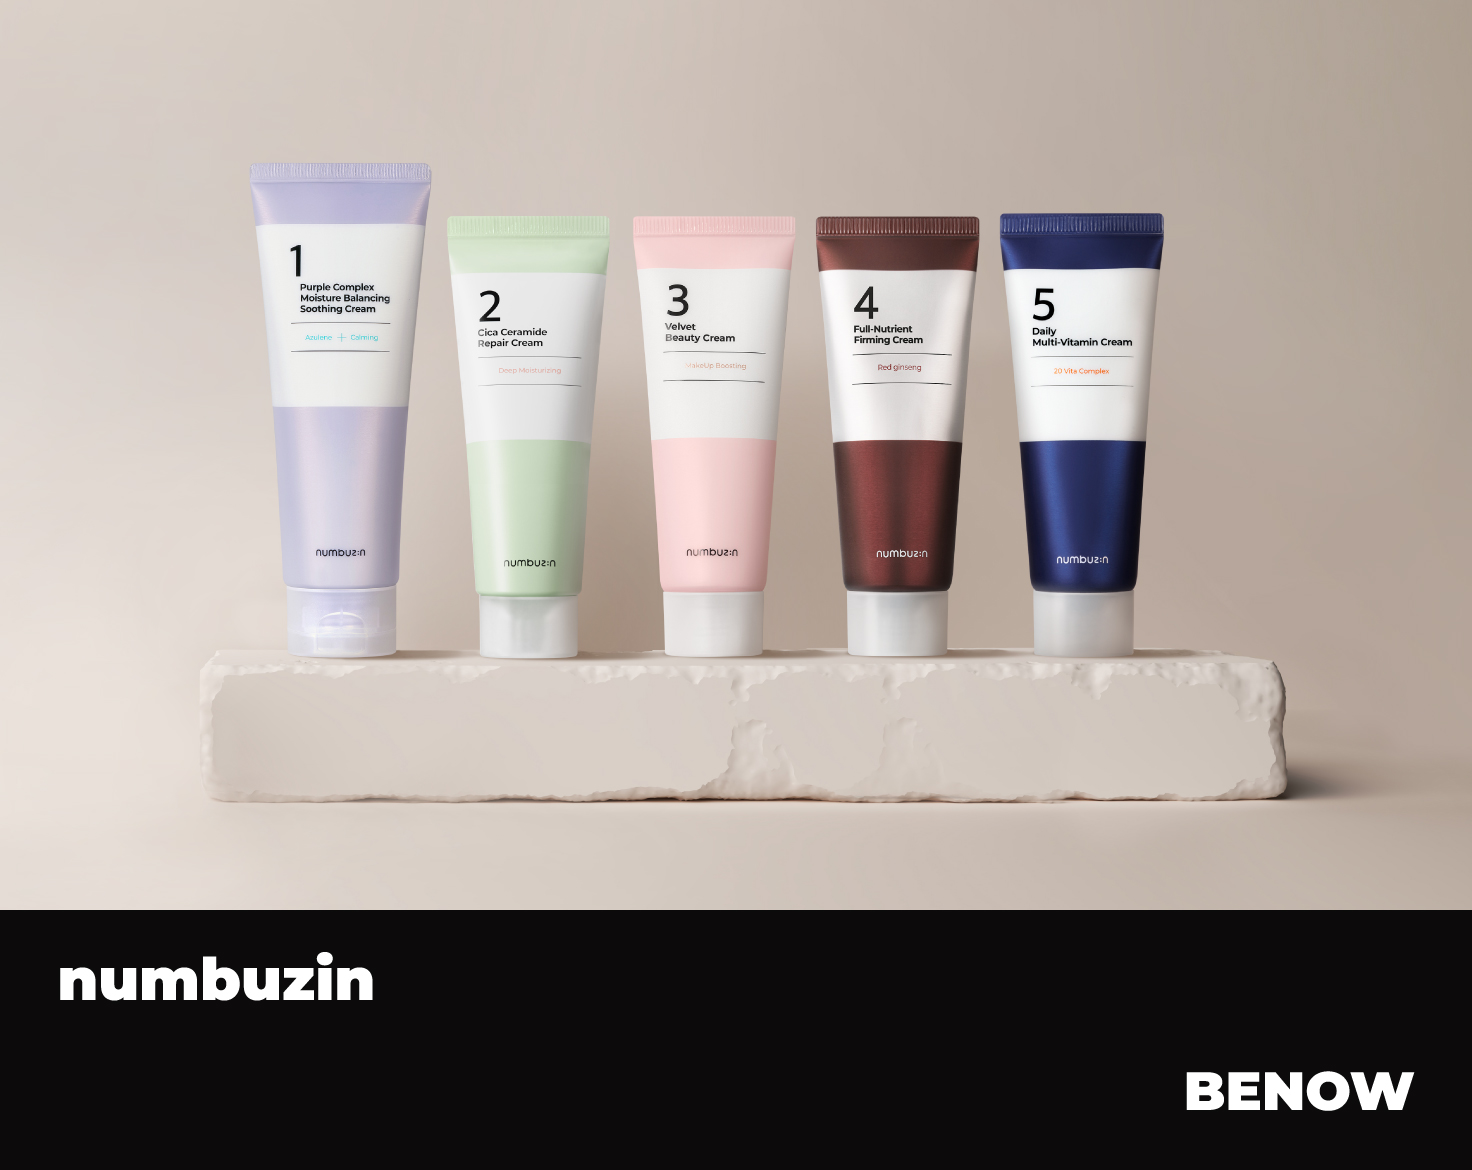 1
Purple Complex
Moisture Balancing
Soothing Cream
Azulene + Calming
numbuz:n
2
Cica Ceramide
Repair Cream
Deep Moisturizing
numbuz:n
3
Velvet
Beauty Cream
MakeUp Boosting
numbuz:n
4
Full-Nutrient
Firming Cream
Red ginseng
numbuz:n
5
Daily
Multi-Vitamin Cream
20 Vita Complex
numbuz:n
numbuzin
BENOW